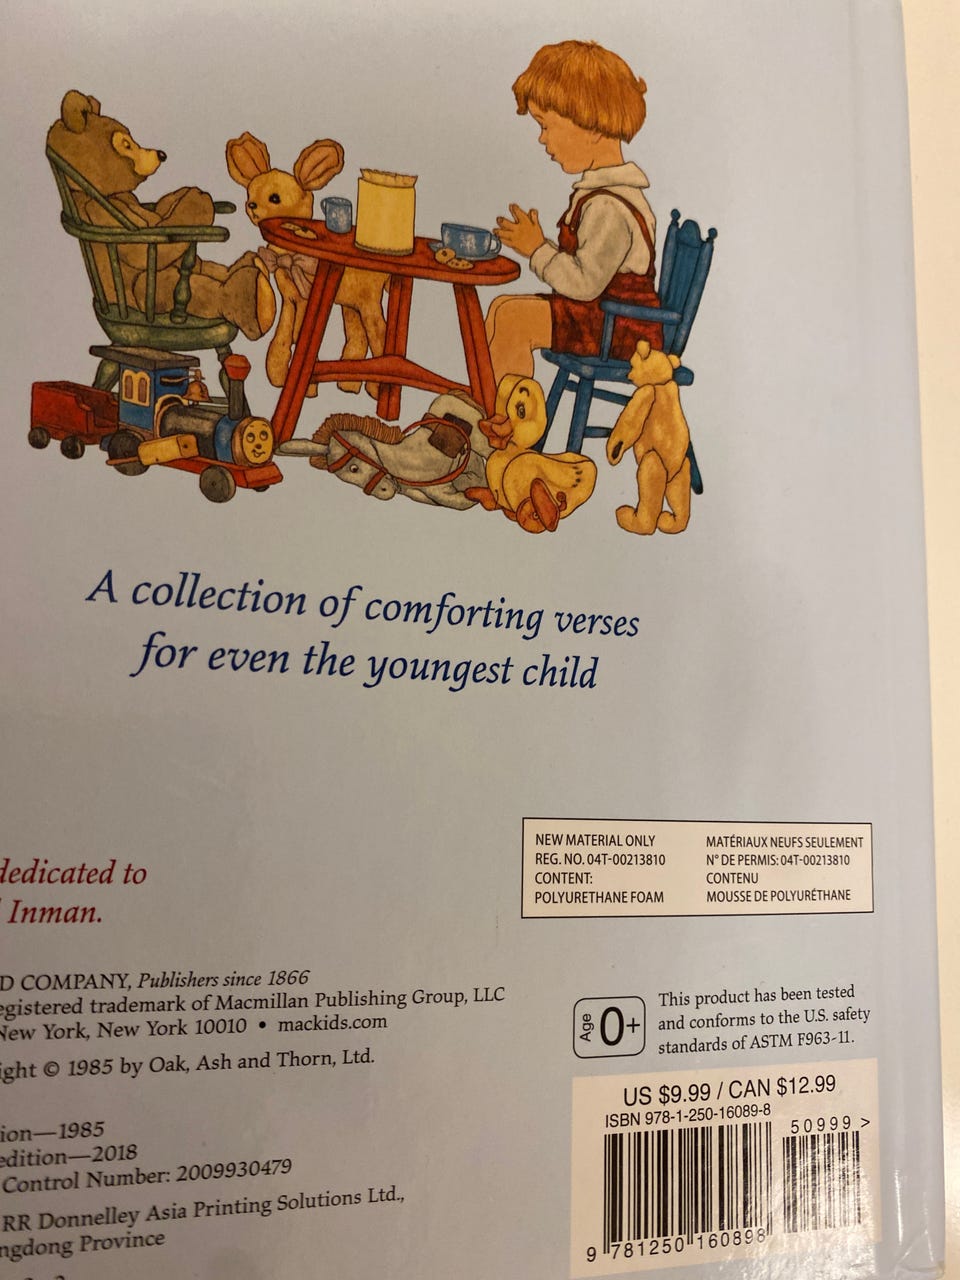 A collection of comforting verses
for even the youngest child
NEW MATERIAL ONLY
REG. NO. 04T-00213810
CONTENT:
POLYURETHANE FOAM
MATÉRIAUX NEUFS SEULEMENT
N° DE PERMIS: 04T-00213810
CONTENU
MOUSSE DE POLYURÉTHANE
dedicated to
Inman.
D COMPANY, Publishers since 1866
egistered trademark of Macmillan Publishing Group, LLC
New York, New York 10010 • mackids.com
ight © 1985 by Oak, Ash and Thorn, Ltd.
ion—1985
edition—2018
Control Number: 2009930479
RR Donnelley Asia Printing Solutions Ltd.,
ngdong Province
Age 0+
This product has been tested
and conforms to the U.S. safety
standards of ASTM F963-11.
US $9.99 / CAN $12.99
ISBN 978-1-250-16089-8
50999 >
9 781250 160898